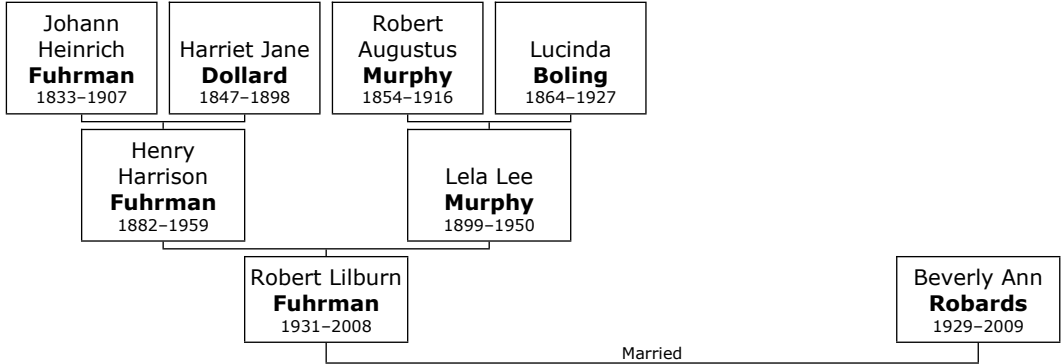 Johann
Heinrich
Fuhrman
1833–1907
Harriet Jane
Dollard
1847–1898
Robert
Augustus
Murphy
1854–1916
Lucinda
Boling
1864–1927
Henry
Harrison
Fuhrman
1882–1959
Lela Lee
Murphy
1899–1950
Robert Lilburn
Fuhrman
1931–2008
Beverly Ann
Robards
1929–2009
Married